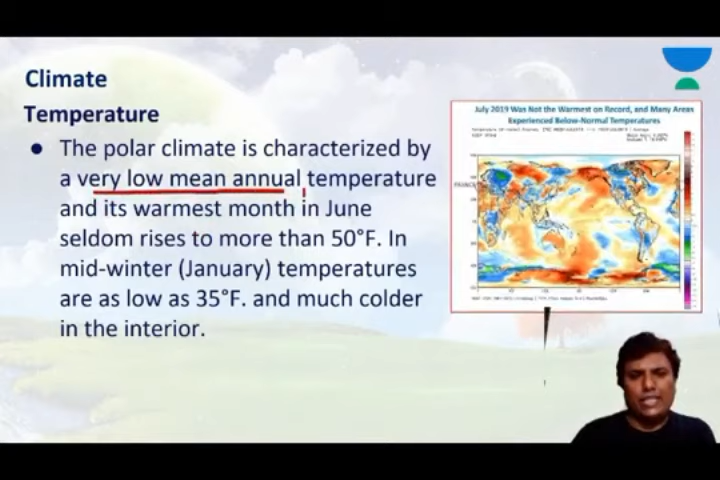 Climate
Temperature
● The polar climate is characterized by
a very low mean annual temperature
and its warmest month in June
seldom rises to more than 50°F. In
mid-winter (January) temperatures
are as low as 35°F. and much colder
in the interior.
July 2019 Was Not the Warmest on Record, and Many Areas
Experienced Below-Normal Temperatures